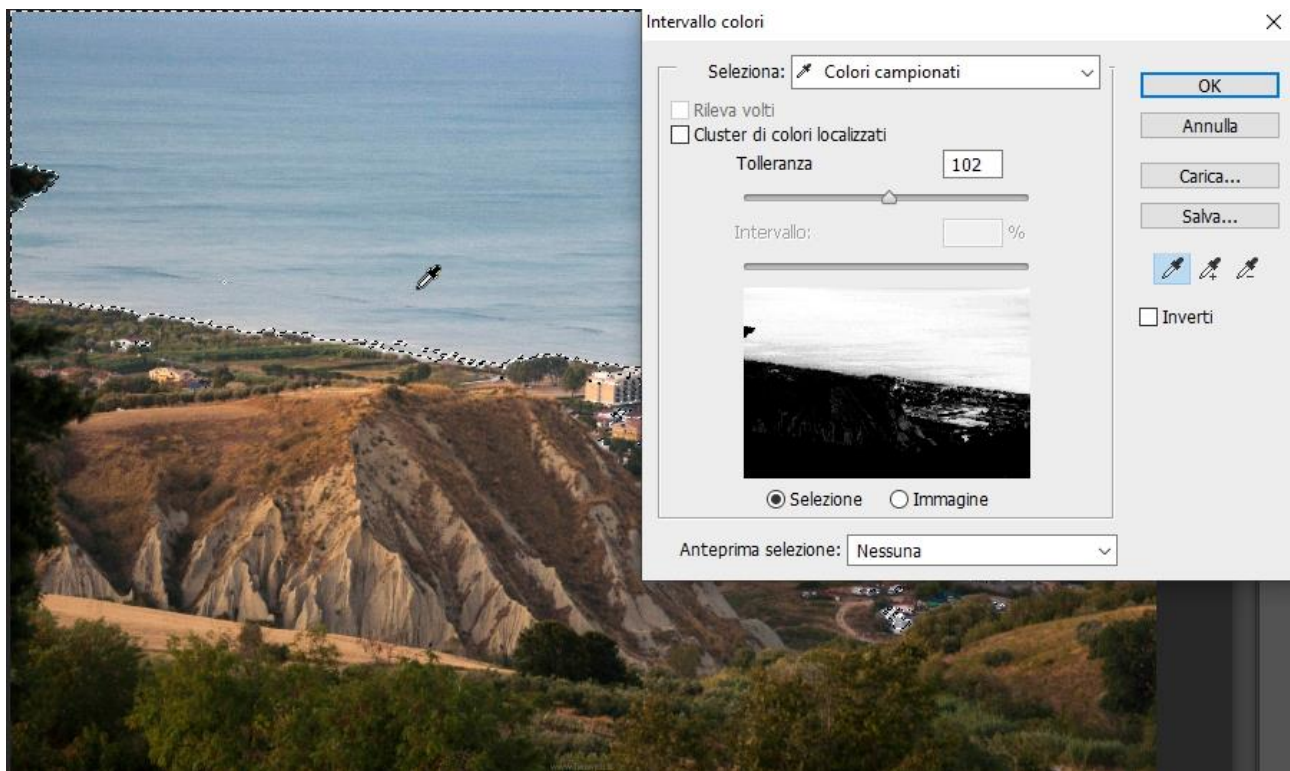 Intervallo colori
Seleziona: Colori campionati
OK
Rileva volti
Annulla
Cluster di colori localizzati
Tolleranza 102
Carica...
Salva...
Intervallo: %
Inverti
Selezione Immagine
Anteprima selezione: Nessuna